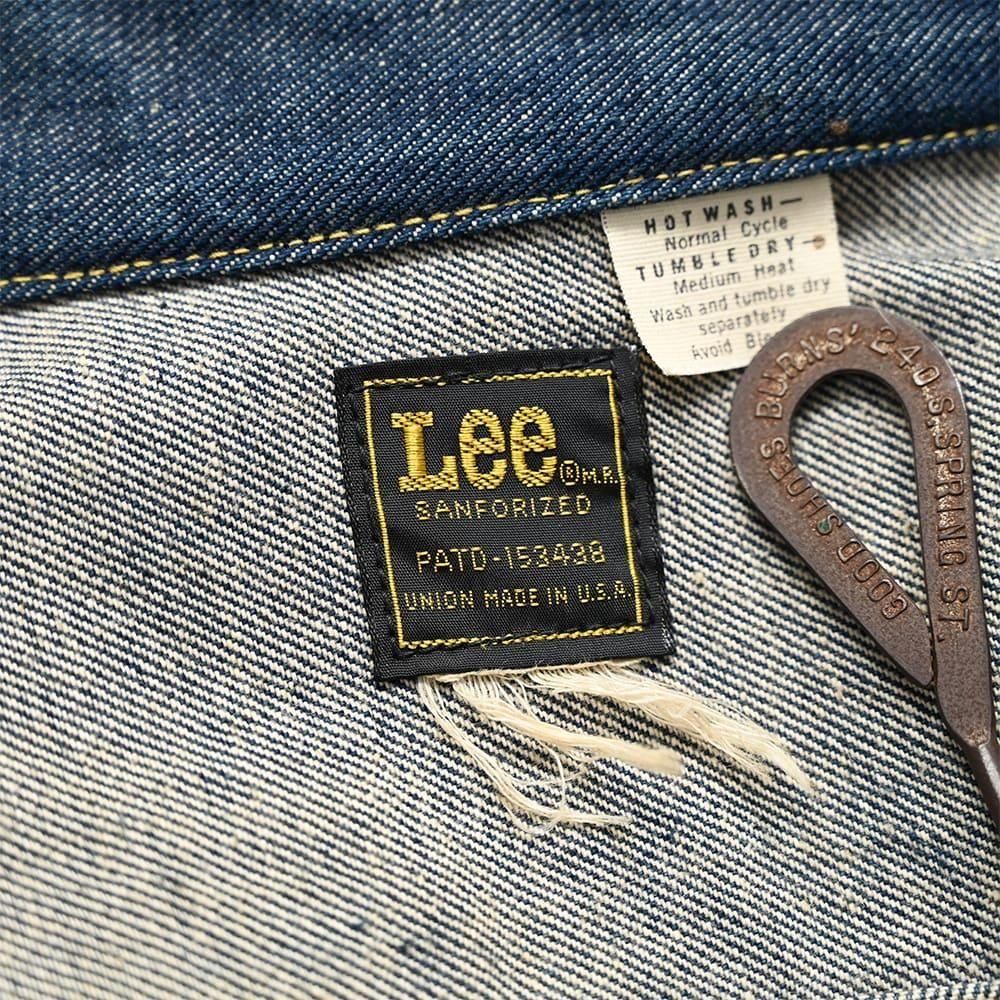 HOT WASH—
Normal Cycle
TUMBLE DRY—
Medium Heat
Wash and tumble dry
separately
Avoid
Lee ® M.R.
SANFORIZED
PATD-153438
UNION MADE IN U.S.A.
GOOD SHOES BURNS' 240.S.SPRING ST.